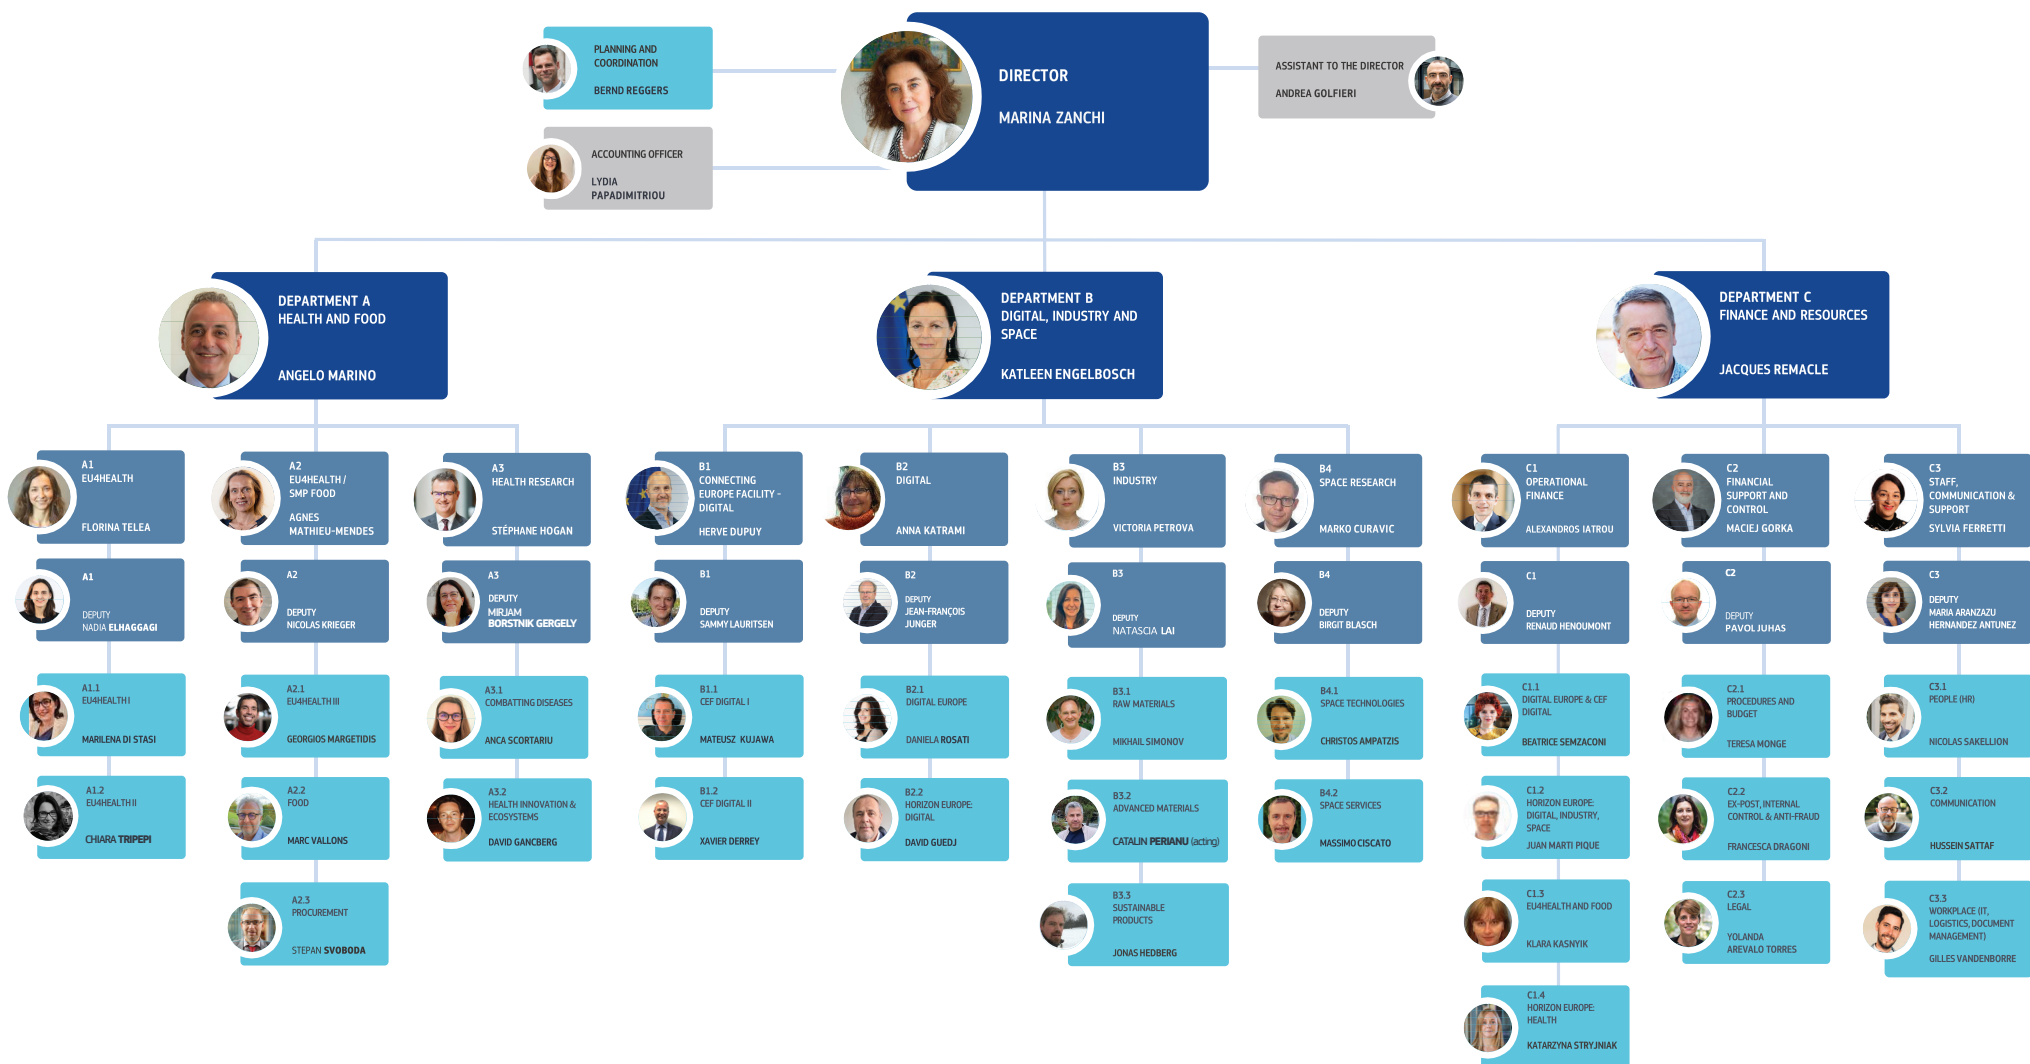 PLANNING AND
COORDINATION
BERND REGGERS
DIRECTOR
MARINA ZANCHI
ASSISTANT TO THE DIRECTOR
ANDREA GOLFIERI
ACCOUNTING OFFICER
LYDIA
PAPADIMITRIOU
DEPARTMENT A
HEALTH AND FOOD
ANGELO MARINO
DEPARTMENT B
DIGITAL, INDUSTRY AND
SPACE
KATLEEN ENGELBOSCH
DEPARTMENT C
FINANCE AND RESOURCES
JACQUES REMACLE
A1
EU4HEALTH
FLORINA TELEA
A2
EU4HEALTH /
SMP FOOD
AGNES
MATHIEU-MENDES
A3
HEALTH RESEARCH
STÉPHANE HOGAN
B1
CONNECTING
EUROPE FACILITY -
DIGITAL
HERVE DUPUY
B2
DIGITAL
ANNA KATRAMI
B3
INDUSTRY
VICTORIA PETROVA
B4
SPACE RESEARCH
MARKO CURAVIC
C1
OPERATIONAL
FINANCE
ALEXANDROS IATROU
C2
FINANCIAL
SUPPORT AND
CONTROL
MACIEJ GORKA
C3
STAFF,
COMMUNICATION &
SUPPORT
SYLVIA FERRETTI
A1
DEPUTY
NADIA ELHAGGAGI
A2
DEPUTY
NICOLAS KRIEGER
A3
DEPUTY
MIRJAM
BORSTNIK GERGELY
B1
DEPUTY
SAMMY LAURITSEN
B2
DEPUTY
JEAN-FRANÇOIS
JUNGER
B3
DEPUTY
NATASCIA LAI
B4
DEPUTY
BIRGIT BLASCH
C1
DEPUTY
RENAUD HENOUMONT
C2
DEPUTY
PAVOL JUHAS
C3
DEPUTY
MARIA ARANZAZU
HERNANDEZ ANTUNEZ
A1.1
EU4HEALTH I
MARILENA DI STASI
A2.1
EU4HEALTH III
GEORGIOS MARGETIDIS
A3.1
COMBATTING DISEASES
ANCA SCORTARIU
B1.1
CEF DIGITAL I
MATEUSZ KUJAWA
B2.1
DIGITAL EUROPE
DANIELA ROSATI
B3.1
RAW MATERIALS
MIKHAIL SIMONOV
B4.1
SPACE TECHNOLOGIES
CHRISTOS AMPATZIS
C1.1
DIGITAL EUROPE & CEF
DIGITAL
BEATRICE SEMZACONI
C2.1
PROCEDURES AND
BUDGET
TERESA MONGE
C3.1
PEOPLE (HR)
NICOLAS SAKELLION
A1.2
EU4HEALTH II
CHIARA TRIPEPI
A2.2
FOOD
MARC VALLONS
A3.2
HEALTH INNOVATION &
ECOSYSTEMS
DAVID GANCBERG
B1.2
CEF DIGITAL II
XAVIER DERREY
B2.2
HORIZON EUROPE:
DIGITAL
DAVID GUEDJ
B3.2
ADVANCED MATERIALS
CATALIN PERIANU (acting)
B4.2
SPACE SERVICES
MASSIMO CISCATO
C1.2
HORIZON EUROPE:
DIGITAL, INDUSTRY,
SPACE
JUAN MARTI PIQUE
C2.2
EX-POST, INTERNAL
CONTROL & ANTI-FRAUD
FRANCESCA DRAGONI
C3.2
COMMUNICATION
HUSSEIN SATTAF
A2.3
PROCUREMENT
STEPAN SVOBODA
B3.3
SUSTAINABLE
PRODUCTS
JONAS HEDBERG
C1.3
EU4HEALTH AND FOOD
KLARA KASNYIK
C2.3
LEGAL
YOLANDA
AREVALO TORRES
C3.3
WORKPLACE (IT,
LOGISTICS, DOCUMENT
MANAGEMENT)
GILLES VANDENBORRE
C1.4
HORIZON EUROPE:
HEALTH
KATARZYNA STRYJNIAK